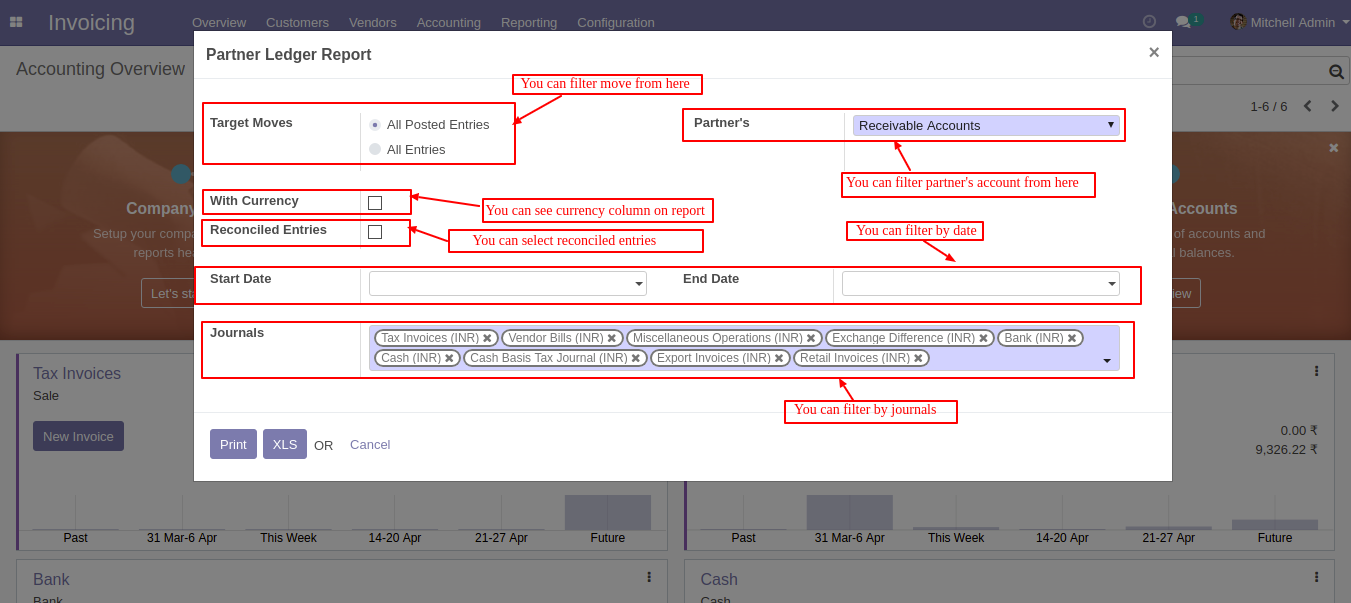 Invoicing Overview Customers Vendors Accounting Reporting Configuration 1 Mitchell Admin
Partner Ledger Report ×
Accounting Overview
1-6 / 6
You can filter move from here
Target Moves All Posted Entries
All Entries
Partner's Receivable Accounts
You can filter partner's account from here
With Currency
You can see currency column on report
Reconciled Entries
You can select reconciled entries
You can filter by date
Start Date End Date
Journals Tax Invoices (INR) ✖ Vendor Bills (INR) ✖ Miscellaneous Operations (INR) ✖ Exchange Difference (INR) ✖ Bank (INR) ✖
Cash (INR) ✖ Cash Basis Tax Journal (INR) ✖ Export Invoices (INR) ✖ Retail Invoices (INR) ✖
You can filter by journals
Print XLS OR Cancel
Company
Setup your
reports
Let's
Accounts
of accounts and
balances.
Tax Invoices
Sale
New Invoice
0.00 ₹
9,326.22 ₹
Past 31 Mar-6 Apr This Week 14-20 Apr 21-27 Apr Future
Past 31 Mar-6 Apr This Week 14-20 Apr 21-27 Apr Future
Bank
Bank
Cash
Cash